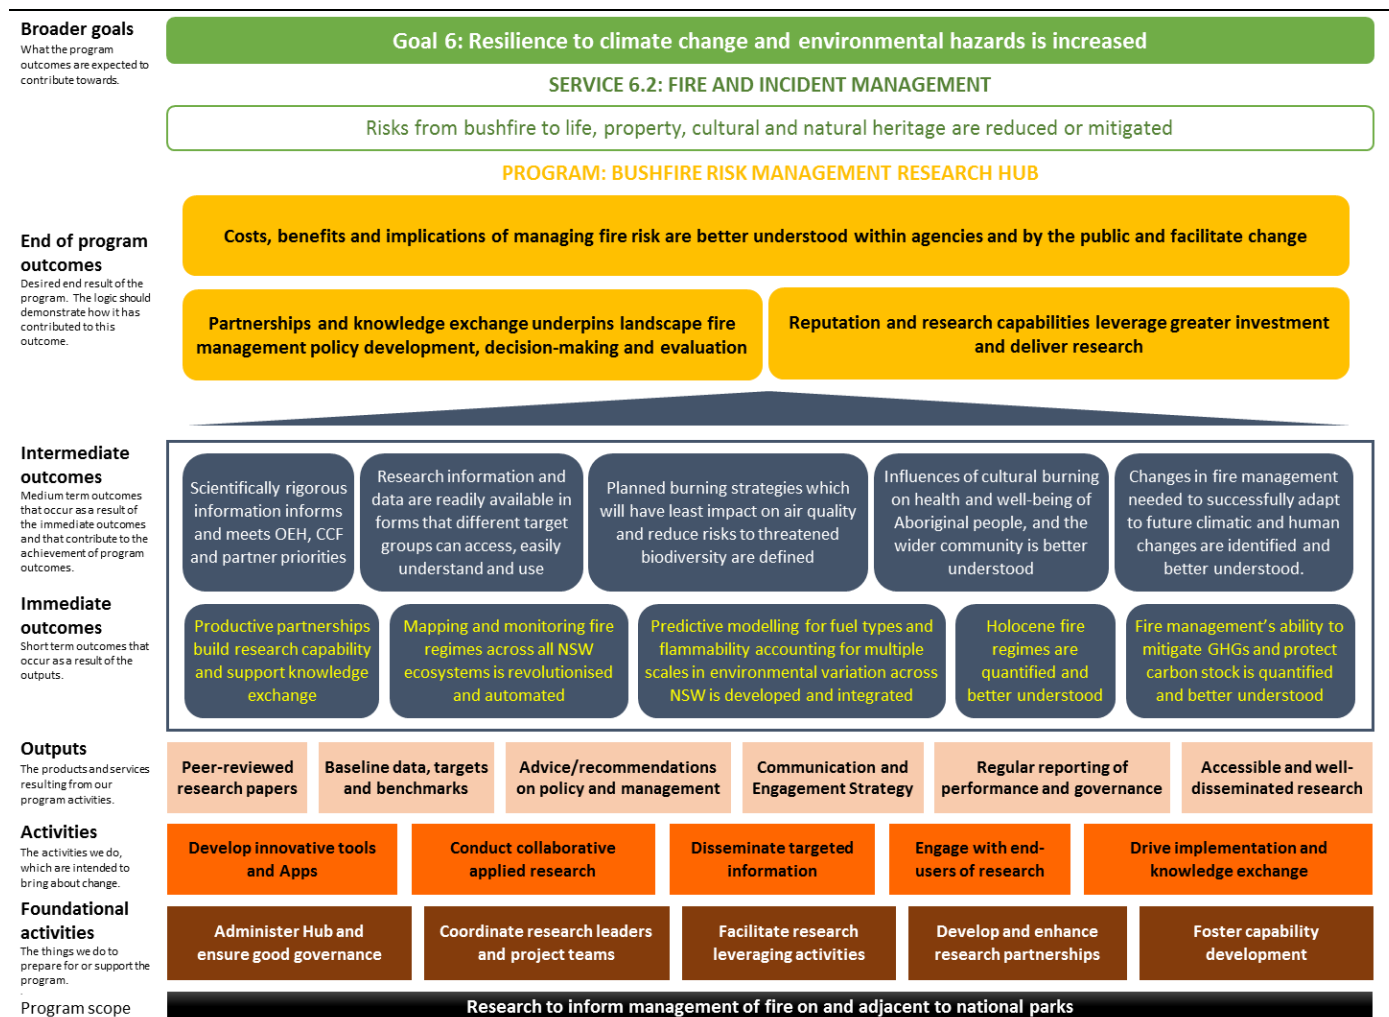 Broader goals
What the program
outcomes are expected to
contribute towards.
Goal 6: Resilience to climate change and environmental hazards is increased
SERVICE 6.2: FIRE AND INCIDENT MANAGEMENT
Risks from bushfire to life, property, cultural and natural heritage are reduced or mitigated
PROGRAM: BUSHFIRE RISK MANAGEMENT RESEARCH HUB
End of program
outcomes
Desired end result of the
program. The logic should
demonstrate how it has
contributed to this
outcome.
Costs, benefits and implications of managing fire risk are better understood within agencies and by the public and facilitate change
Partnerships and knowledge exchange underpins landscape fire
management policy development, decision-making and evaluation
Reputation and research capabilities leverage greater investment
and deliver research
Intermediate
outcomes
Medium term outcomes
that occur as a result of
the immediate outcomes
and that contribute to the
achievement of program
outcomes.
Scientifically rigorous
information informs
and meets OEH, CCF
and partner priorities
Research information and
data are readily available in
forms that different target
groups can access, easily
understand and use
Planned burning strategies which
will have least impact on air quality
and reduce risks to threatened
biodiversity are defined
Influences of cultural burning
on health and well-being of
Aboriginal people, and the
wider community is better
understood
Changes in fire management
needed to successfully adapt
to future climatic and human
changes are identified and
better understood.
Immediate
outcomes
Short term outcomes that
occur as a result of the
outputs.
Productive partnerships
build research capability
and support knowledge
exchange
Mapping and monitoring fire
regimes across all NSW
ecosystems is revolutionised
and automated
Predictive modelling for fuel types and
flammability accounting for multiple
scales in environmental variation across
NSW is developed and integrated
Holocene fire
regimes are
quantified and
better understood
Fire management's ability to
mitigate GHGs and protect
carbon stock is quantified
and better understood
Outputs
The products and services
resulting from our
program activities.
Peer-reviewed
research papers
Baseline data, targets
and benchmarks
Advice/recommendations
on policy and management
Communication and
Engagement Strategy
Regular reporting of
performance and governance
Accessible and well-
disseminated research
Activities
The activities we do,
which are intended to
bring about change.
Develop innovative tools
and Apps
Conduct collaborative
applied research
Disseminate targeted
information
Engage with end-
users of research
Drive implementation and
knowledge exchange
Foundational
activities
The things we do to
prepare for or support the
program.
.
Administer Hub and
ensure good governance
Coordinate research leaders
and project teams
Facilitate research
leveraging activities
Develop and enhance
research partnerships
Foster capability
development
Program scope
Research to inform management of fire on and adjacent to national parks